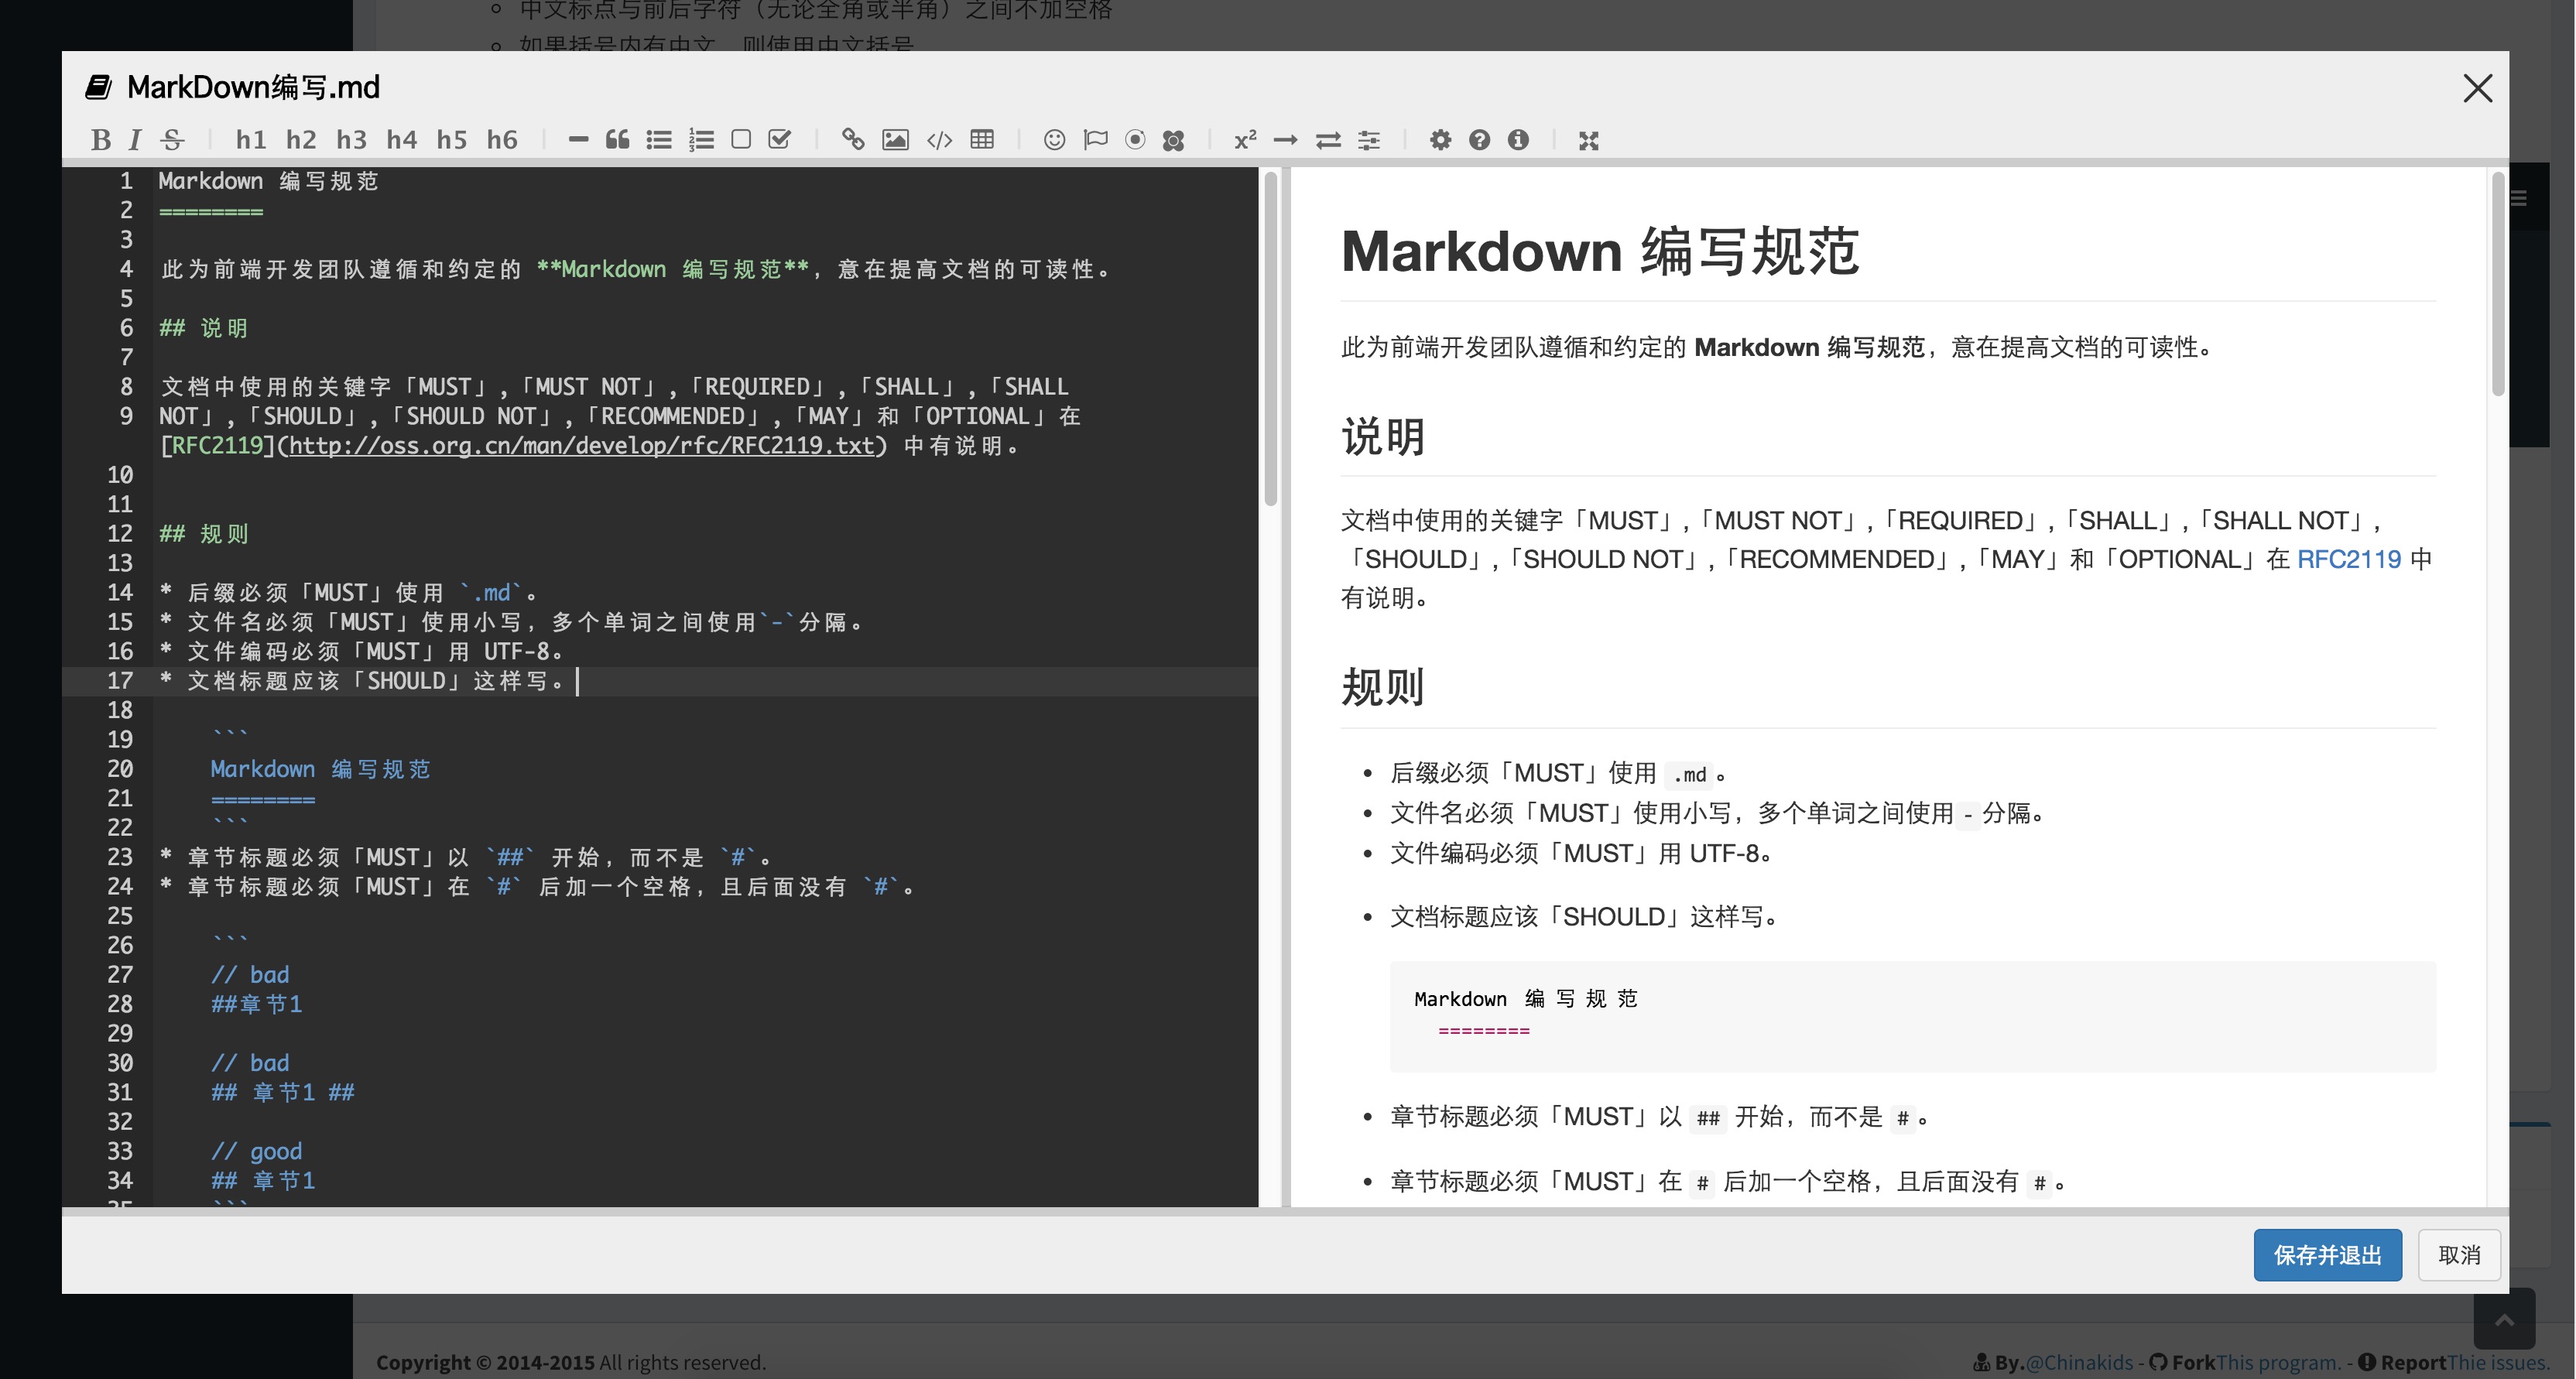 中文标点与前后字符（无论全角或半角）之间不加空格
如果括号内有中文，则使用中文括号
MarkDown编写.md
B I S h1 h2 h3 h4 h5 h6
1 Markdown 编写规范
2 ========
3
4 此为前端开发团队遵循和约定的 **Markdown 编写规范**，意在提高文档的可读性。
5
6 ## 说明
7
8 文档中使用的关键字「MUST」,「MUST NOT」,「REQUIRED」,「SHALL」,「SHALL
9 NOT」,「SHOULD」,「SHOULD NOT」,「RECOMMENDED」,「MAY」和「OPTIONAL」在
[RFC2119](http://oss.org.cn/man/develop/rfc/RFC2119.txt) 中有说明。
10
11
12 ## 规则
13
14 * 后缀必须「MUST」使用 `.md`。
15 * 文件名必须「MUST」使用小写，多个单词之间使用`-`分隔。
16 * 文件编码必须「MUST」用 UTF-8。
17 * 文档标题应该「SHOULD」这样写。
18
19 ```
20 Markdown 编写规范
21 ========
22 ```
23 * 章节标题必须「MUST」以 `##` 开始，而不是 `#`。
24 * 章节标题必须「MUST」在 `#` 后加一个空格，且后面没有 `#`。
25
26 ```
27 // bad
28 ##章节1
29
30 // bad
31 ## 章节1 ##
32
33 // good
34 ## 章节1
35 ```
Markdown 编写规范
此为前端开发团队遵循和约定的 Markdown 编写规范，意在提高文档的可读性。
说明
文档中使用的关键字「MUST」,「MUST NOT」,「REQUIRED」,「SHALL」,「SHALL NOT」,
「SHOULD」,「SHOULD NOT」,「RECOMMENDED」,「MAY」和「OPTIONAL」在 RFC2119 中
有说明。
规则
• 后缀必须「MUST」使用 .md 。
• 文件名必须「MUST」使用小写，多个单词之间使用 - 分隔。
• 文件编码必须「MUST」用 UTF-8。
• 文档标题应该「SHOULD」这样写。
Markdown 编写规范
========
• 章节标题必须「MUST」以 ## 开始，而不是 # 。
• 章节标题必须「MUST」在 # 后加一个空格，且后面没有 # 。
保存并退出 取消
Copyright © 2014-2015 All rights reserved.
By.@Chinakids - ForkThis program. - ReportThie issues.